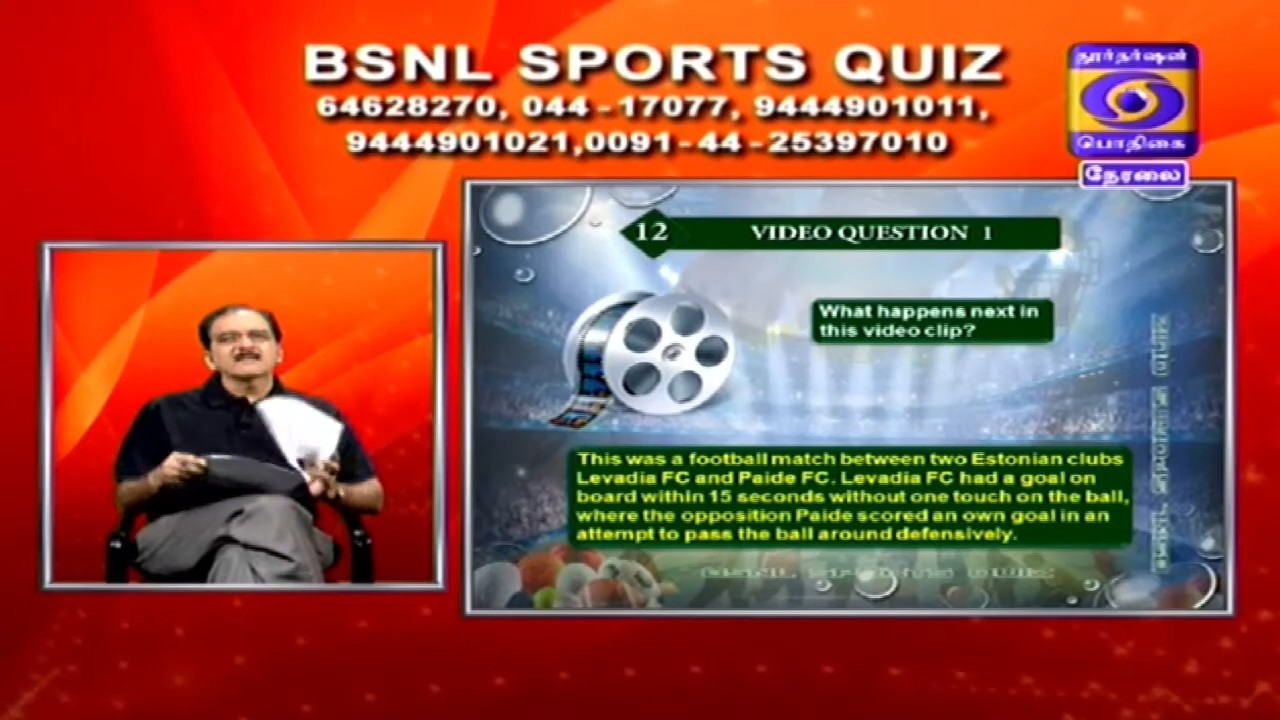 BSNL SPORTS QUIZ
64628270, 044 - 17077, 9444901011,
9444901021,0091 - 44 - 25397010
தூர்தர்ஷன்
பொதிகை
நேரலை
12 VIDEO QUESTION 1
What happens next in
this video clip?
This was a football match between two Estonian clubs
Levadia FC and Paide FC. Levadia FC had a goal on
board within 15 seconds without one touch on the ball,
where the opposition Paide scored an own goal in an
attempt to pass the ball around defensively.